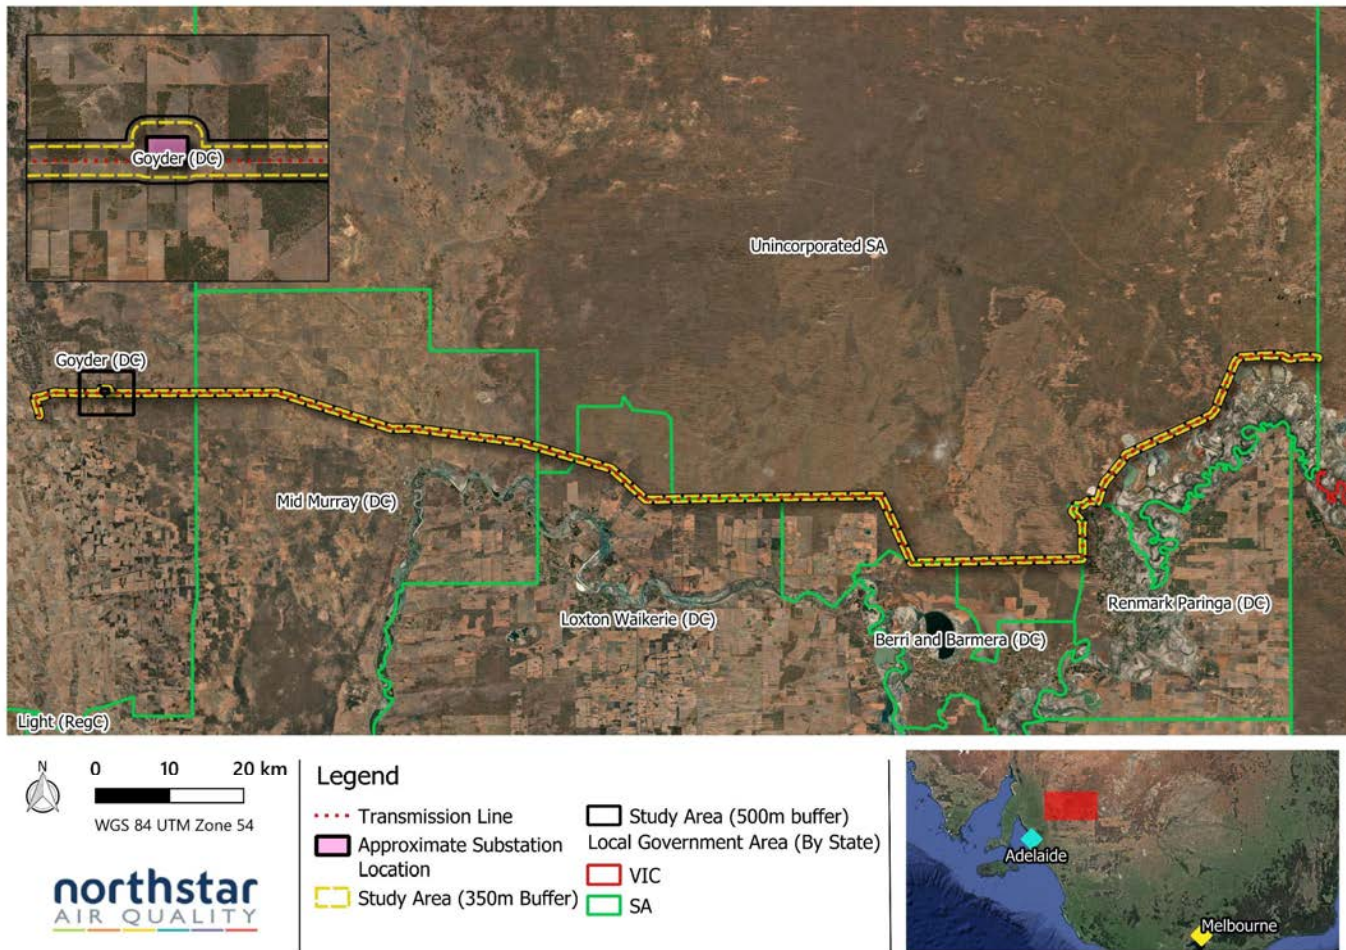 Goyder (DC)
Unincorporated SA
Goyder (DC)
Mid Murray (DC)
Loxton Waikerie (DC)
Renmark Paringa (DC)
Berri and Barmera (DC)
Light (RegC)
N
0 10 20 km
WGS 84 UTM Zone 54
northstar
AIR QUALITY
Legend
Transmission Line
Approximate Substation
Location
Study Area (350m Buffer)
Study Area (500m buffer)
Local Government Area (By State)
VIC
SA
Adelaide
Melbourne